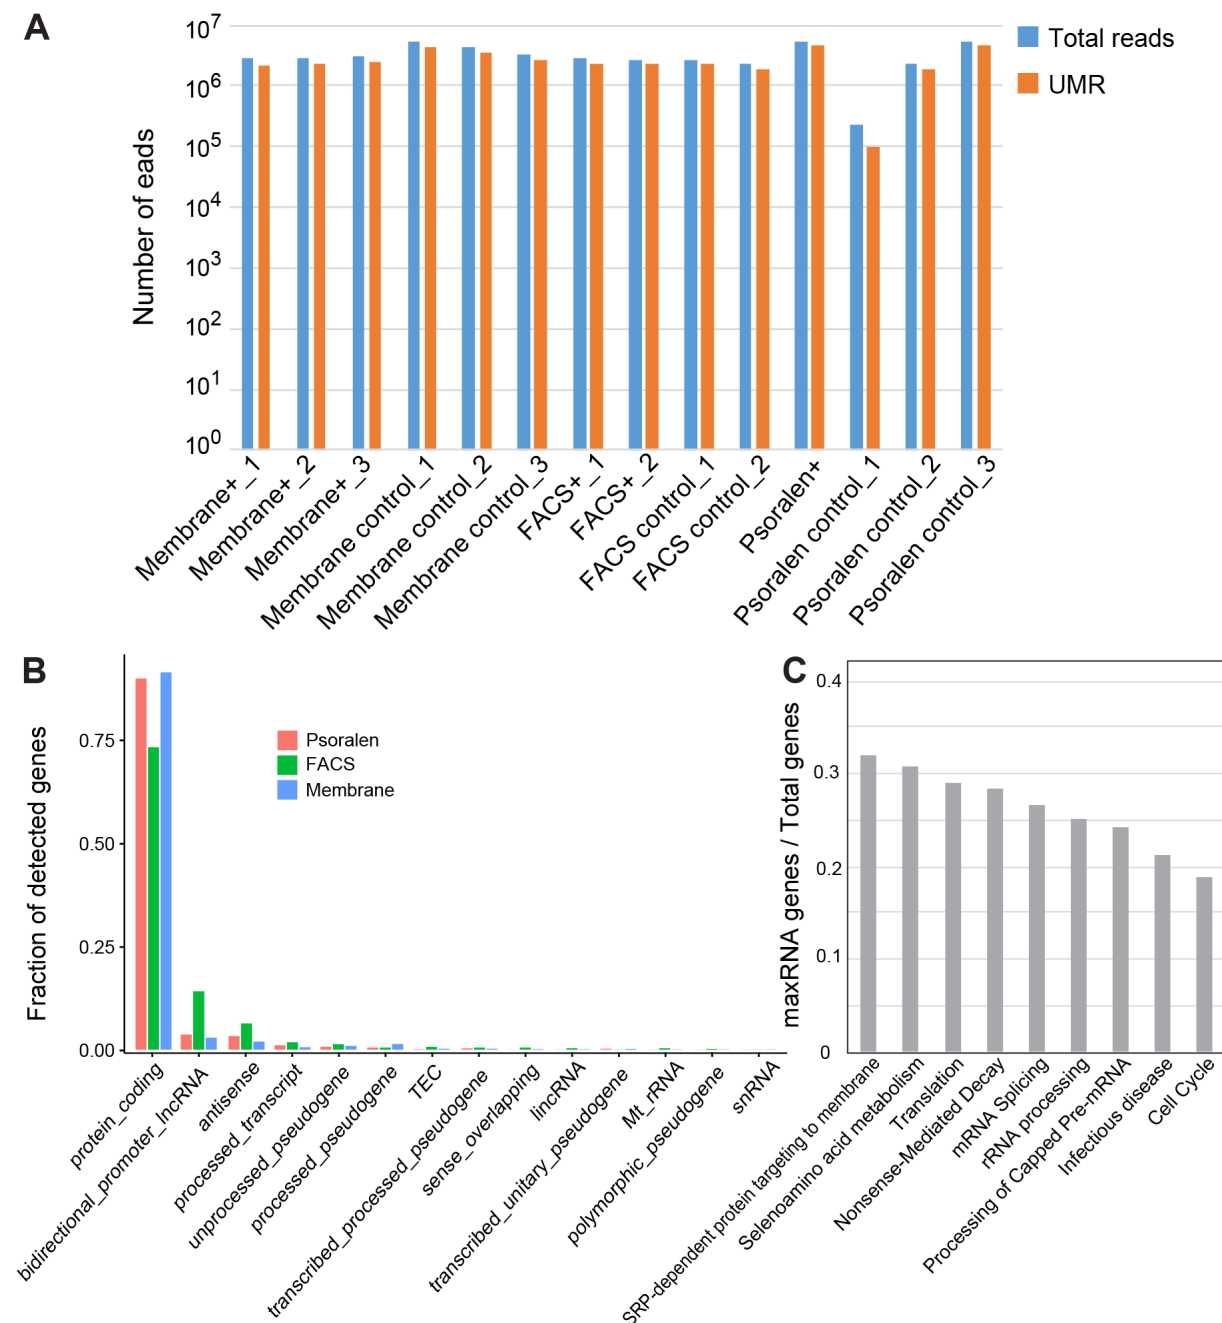 A
Number of eads
10^7
10^6
10^5
10^4
10^3
10^2
10^1
10^0
Total reads
UMR
Membrane+_1
Membrane+_2
Membrane+_3
Membrane control_1
Membrane control_2
Membrane control_3
FACS+_1
FACS+_2
FACS control_1
FACS control_2
Psoralen+
Psoralen control_1
Psoralen control_2
Psoralen control_3
B
Fraction of detected genes
0.75
0.50
0.25
0.00
Psoralen
FACS
Membrane
protein_coding
bidirectional_promoter_lncRNA
antisense
processed_transcript
unprocessed_pseudogene
processed_pseudogene
TEC
transcribed_processed_pseudogene
sense_overlapping
lincRNA
transcribed_unitary_pseudogene
Mt_rRNA
polymorphic_pseudogene
snRNA
C
maxRNA genes / Total genes
0.4
0.3
0.2
0.1
0
SRP-dependent protein targeting to membrane
Selenoamino acid metabolism
Translation
Nonsense-Mediated Decay
mRNA Splicing
rRNA processing
Processing of Capped Pre-mRNA
Infectious disease
Cell Cycle